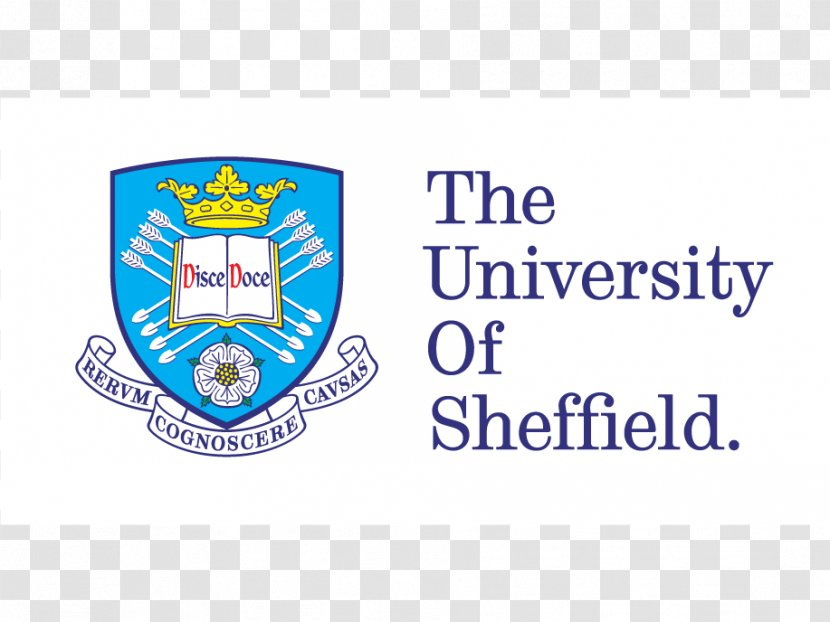 Disce Doce
RERVM COGNOSCERE CAVSAS
The
University
Of
Sheffield.